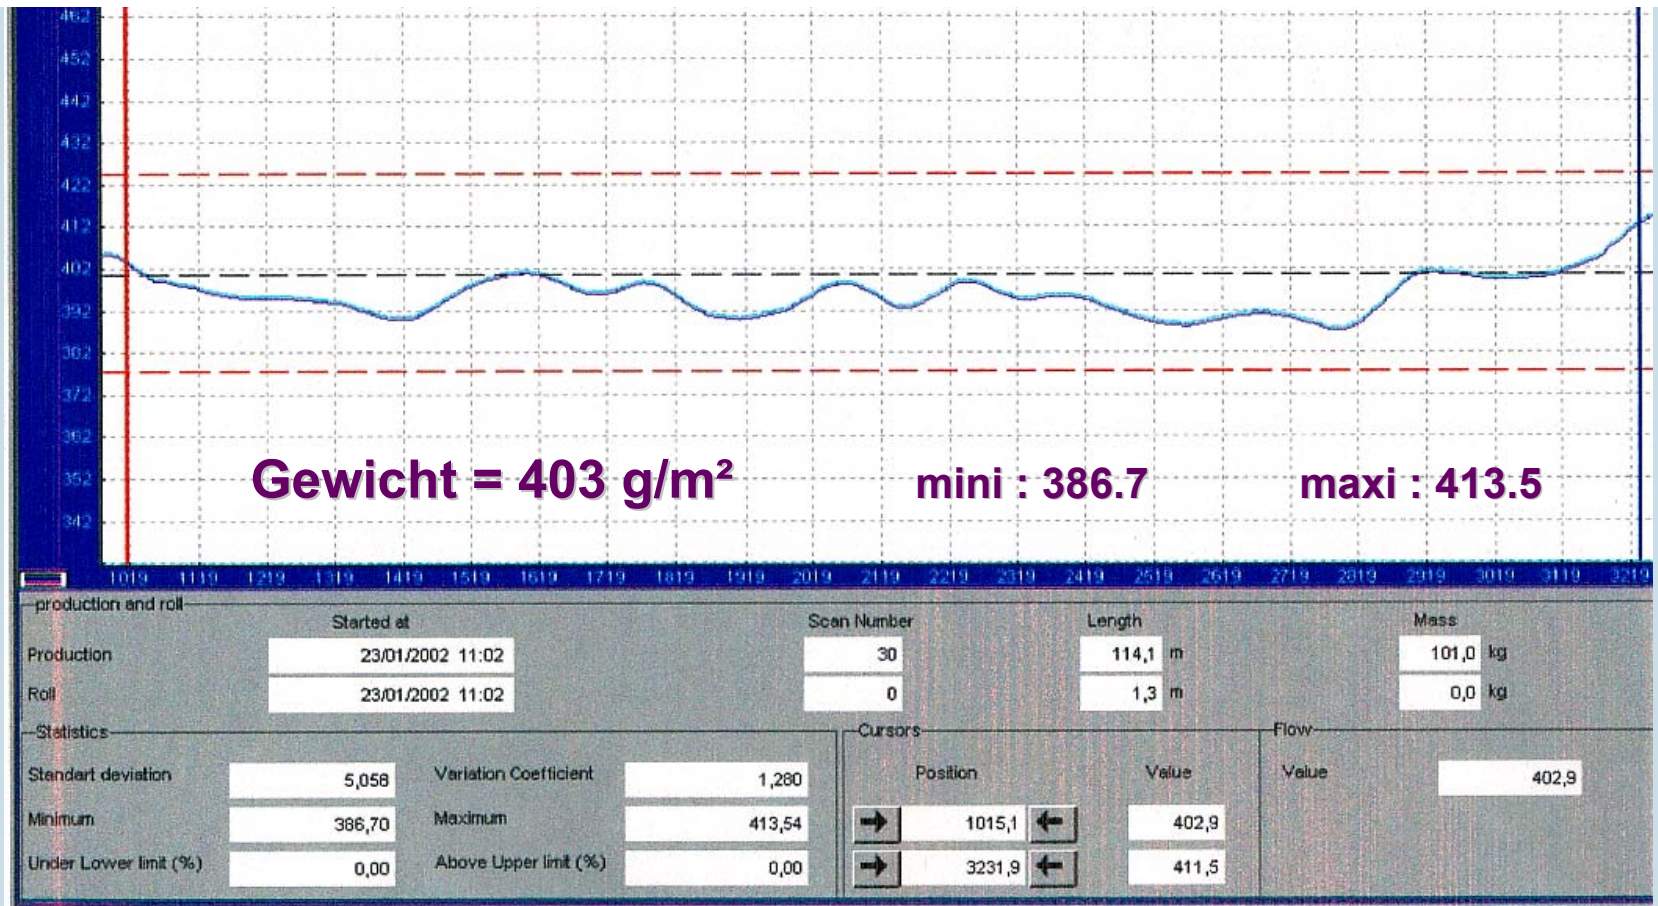 462
452
442
432
422
412
402
392
382
372
362
352
342
Gewicht = 403 g/m² mini : 386.7 maxi : 413.5
1019 1119 1219 1319 1419 1519 1619 1719 1819 1919 2019 2119 2219 2319 2419 2519 2619 2719 2819 2919 3019 3119 3219
production and roll
Started at Scan Number Length Mass
Production 23/01/2002 11:02 30 114,1 m 101,0 kg
Roll 23/01/2002 11:02 0 1,3 m 0,0 kg
Statistics Cursors Flow
Standart deviation 5,058 Variation Coefficient 1,280 Position Value Value 402,9
Minimum 386,70 Maximum 413,54 1015,1 402,9
Under Lower limit (%) 0,00 Above Upper limit (%) 0,00 3231,9 411,5